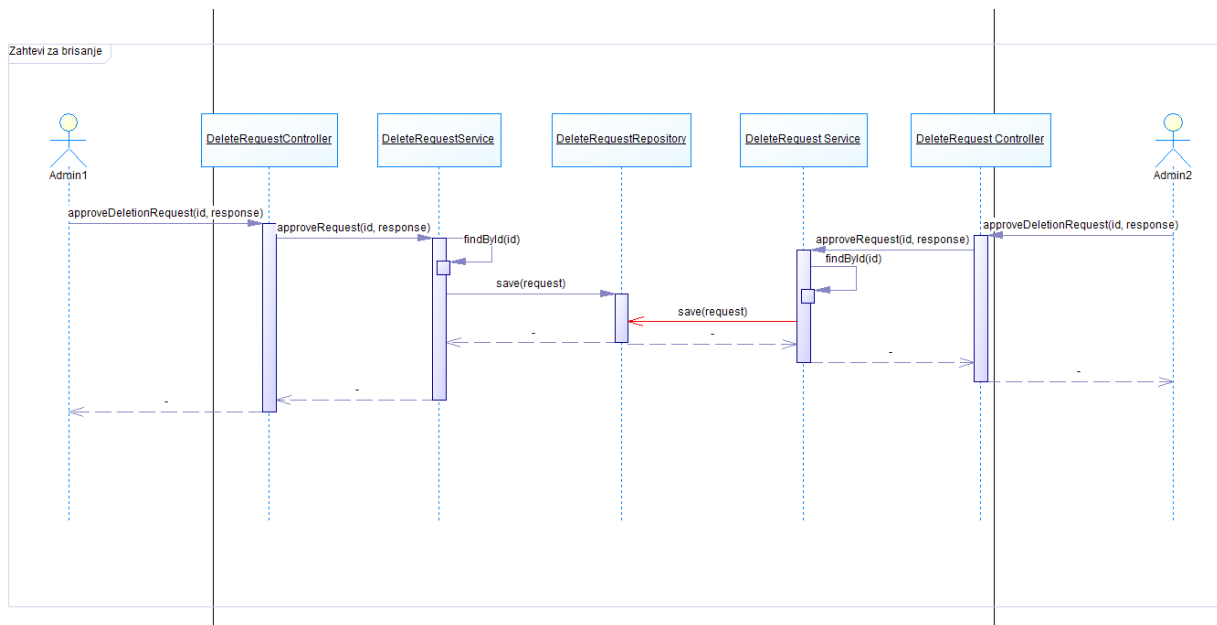 Zahtevi za brisanje
DeleteRequestController
DeleteRequestService
DeleteRequestRepository
DeleteRequest Service
DeleteRequest Controller
Admin1
Admin2
approveDeletionRequest(id, response)
approveRequest(id, response)
findById(id)
save(request)
approveDeletionRequest(id, response)
approveRequest(id, response)
findById(id)
save(request)
-
-
-
-
-
-